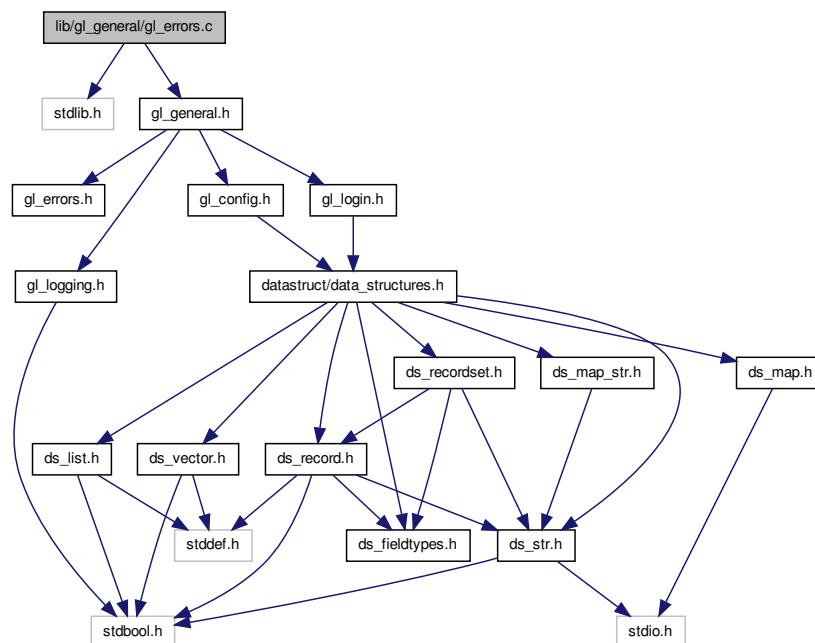 lib/gl_general/gl_errors.c
stdlib.h
gl_general.h
gl_errors.h
gl_config.h
gl_login.h
gl_logging.h
datastruct/data_structures.h
ds_recordset.h
ds_map_str.h
ds_map.h
ds_list.h
ds_vector.h
ds_record.h
stddef.h
ds_fieldtypes.h
ds_str.h
stdbool.h
stdio.h